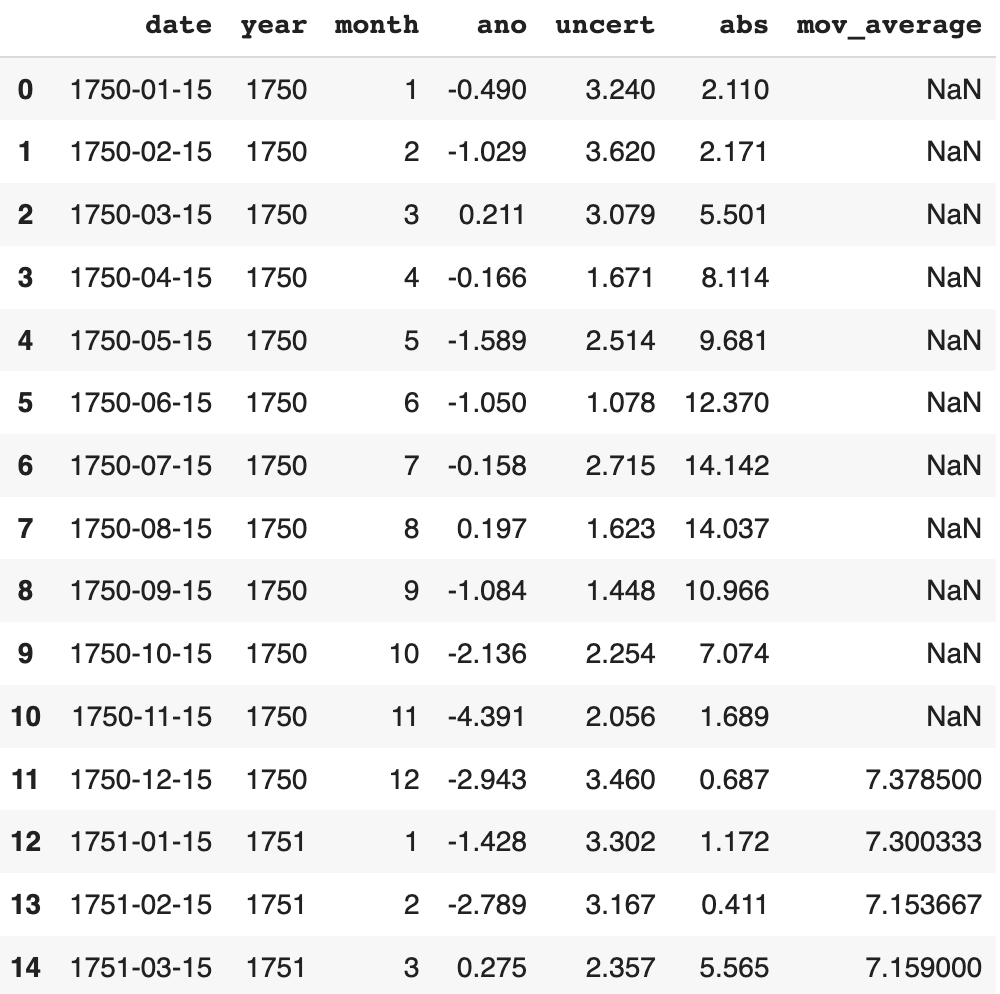 date year month ano uncert abs mov_average
0 1750-01-15 1750 1 -0.490 3.240 2.110 NaN
1 1750-02-15 1750 2 -1.029 3.620 2.171 NaN
2 1750-03-15 1750 3 0.211 3.079 5.501 NaN
3 1750-04-15 1750 4 -0.166 1.671 8.114 NaN
4 1750-05-15 1750 5 -1.589 2.514 9.681 NaN
5 1750-06-15 1750 6 -1.050 1.078 12.370 NaN
6 1750-07-15 1750 7 -0.158 2.715 14.142 NaN
7 1750-08-15 1750 8 0.197 1.623 14.037 NaN
8 1750-09-15 1750 9 -1.084 1.448 10.966 NaN
9 1750-10-15 1750 10 -2.136 2.254 7.074 NaN
10 1750-11-15 1750 11 -4.391 2.056 1.689 NaN
11 1750-12-15 1750 12 -2.943 3.460 0.687 7.378500
12 1751-01-15 1751 1 -1.428 3.302 1.172 7.300333
13 1751-02-15 1751 2 -2.789 3.167 0.411 7.153667
14 1751-03-15 1751 3 0.275 2.357 5.565 7.159000